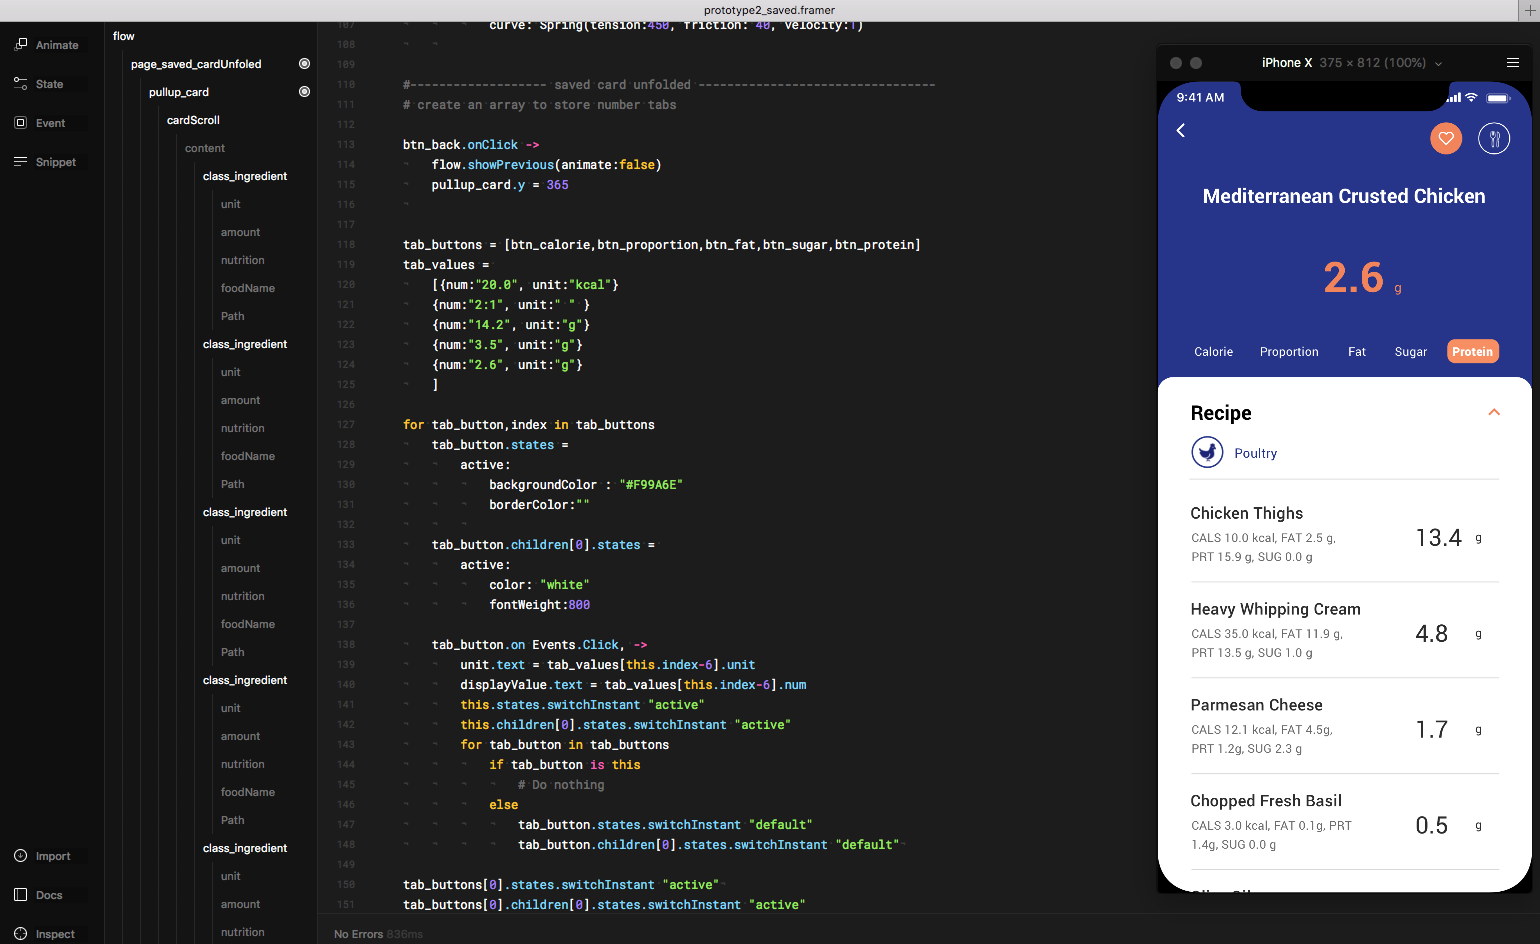 prototype2_saved.framer
Animate
State
Event
Snippet
Import
Docs
Inspect
flow
page_saved_cardUnfoled
pullup_card
cardScroll
content
class_ingredient
unit
amount
nutrition
foodName
Path
class_ingredient
unit
amount
nutrition
foodName
Path
class_ingredient
unit
amount
nutrition
foodName
Path
class_ingredient
unit
amount
nutrition
foodName
Path
class_ingredient
unit
amount
nutrition
107 curve: Spring(tension:450, friction: 40, velocity:1)
108
109
110 #------------------- saved card unfolded ---------------------------------
111 # create an array to store number tabs
112
113 btn_back.onClick ->
114 flow.showPrevious(animate:false)
115 pullup_card.y = 365
116
117
118 tab_buttons = [btn_calorie,btn_proportion,btn_fat,btn_sugar,btn_protein]
119 tab_values =
120 [{num:"20.0", unit:"kcal"}
121 {num:"2:1", unit:" " }
122 {num:"14.2", unit:"g"}
123 {num:"3.5", unit:"g"}
124 {num:"2.6", unit:"g"}
125 ]
126
127 for tab_button,index in tab_buttons
128 tab_button.states =
129 active:
130 backgroundColor : "#F99A6E"
131 borderColor:""
132
133 tab_button.children[0].states =
134 active:
135 color: "white"
136 fontWeight:800
137
138 tab_button.on Events.Click, ->
139 unit.text = tab_values[this.index-6].unit
140 displayValue.text = tab_values[this.index-6].num
141 this.states.switchInstant "active"
142 this.children[0].states.switchInstant "active"
143 for tab_button in tab_buttons
144 if tab_button is this
145 # Do nothing
146 else
147 tab_button.states.switchInstant "default"
148 tab_button.children[0].states.switchInstant "default"
149
150 tab_buttons[0].states.switchInstant "active"
151 tab_buttons[0].children[0].states.switchInstant "active"
No Errors 836ms
iPhone X 375 × 812 (100%)
9:41 AM
Mediterranean Crusted Chicken
2.6 g
Calorie Proportion Fat Sugar Protein
Recipe
Poultry
Chicken Thighs
CALS 10.0 kcal, FAT 2.5 g,
PRT 15.9 g, SUG 0.0 g
13.4 g
Heavy Whipping Cream
CALS 35.0 kcal, FAT 11.9 g,
PRT 13.5 g, SUG 1.0 g
4.8 g
Parmesan Cheese
CALS 12.1 kcal, FAT 4.5g,
PRT 1.2g, SUG 2.3 g
1.7 g
Chopped Fresh Basil
CALS 3.0 kcal, FAT 0.1g, PRT
1.4g, SUG 0.0 g
0.5 g